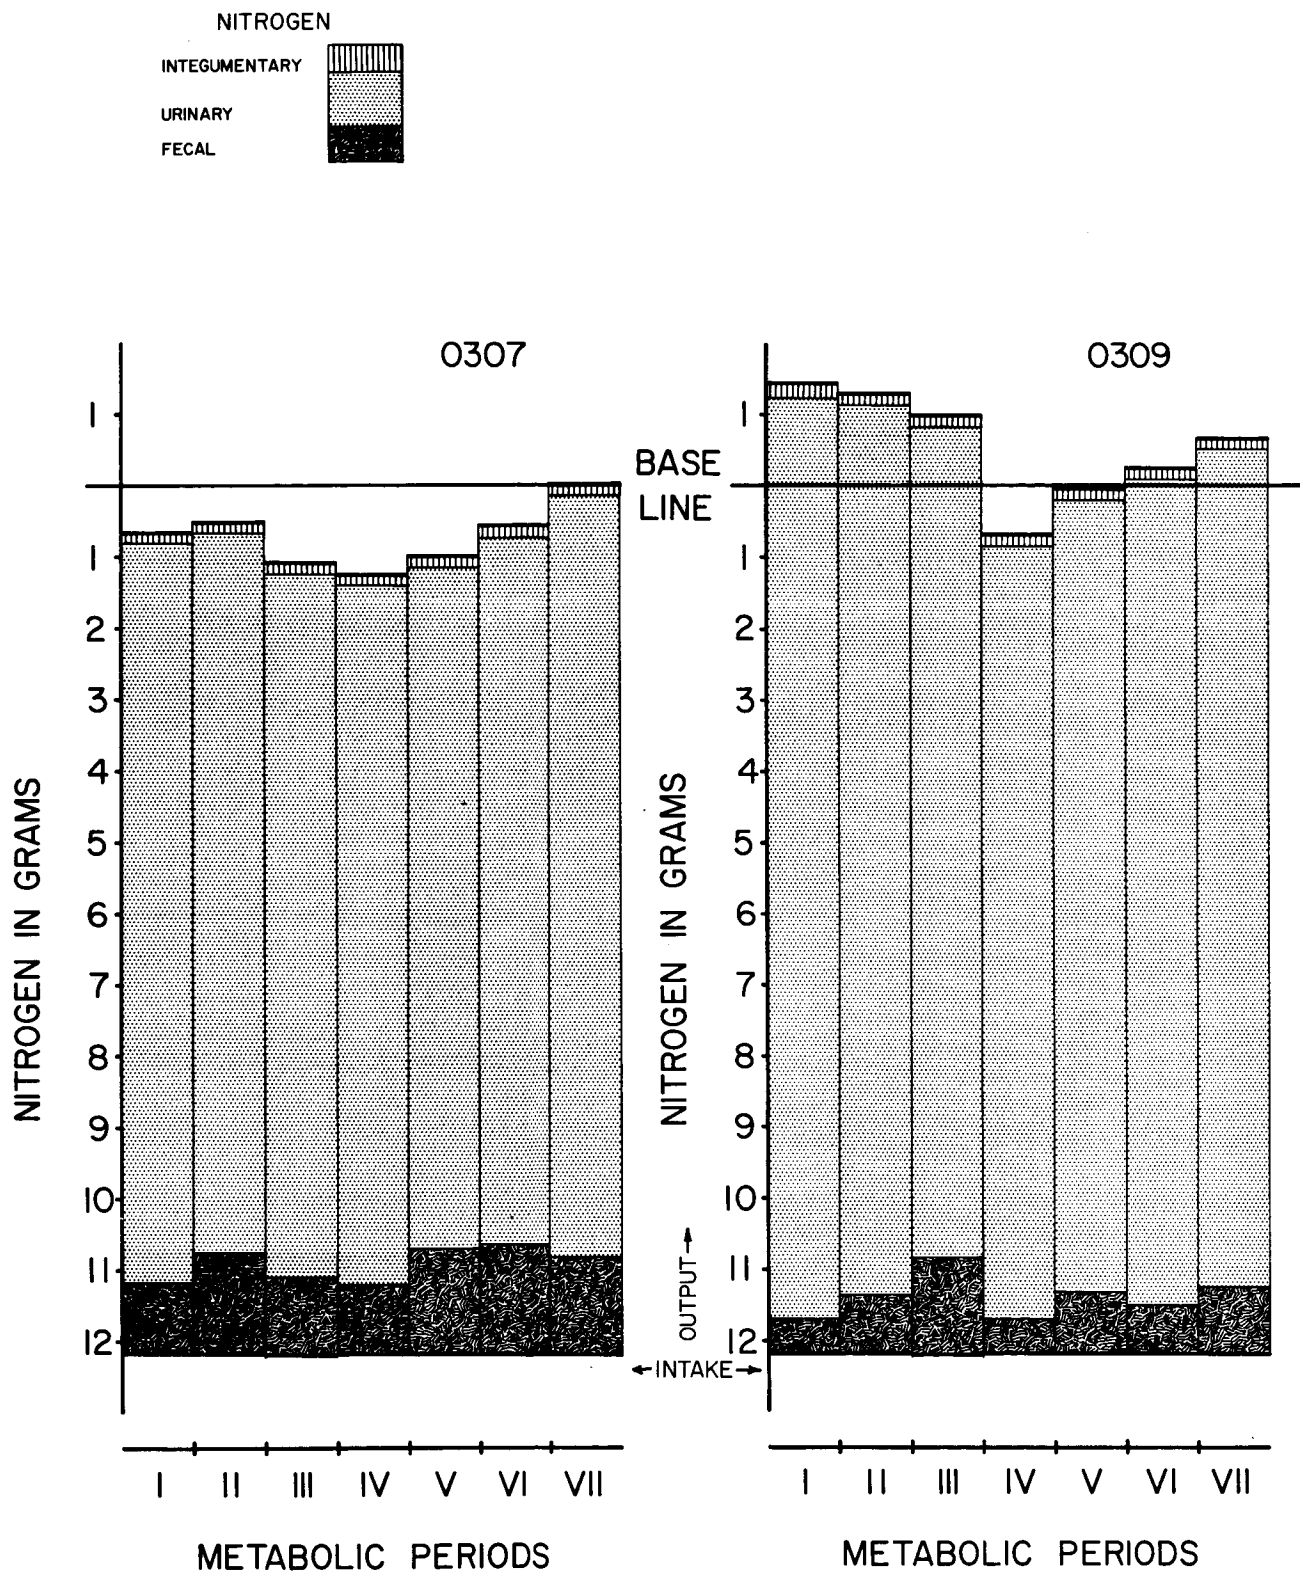 NITROGEN
INTEGUMENTARY
URINARY
FECAL
0307
0309
1
BASE
LINE
1
2
3
4
5
6
7
8
9
10
11
12
NITROGEN IN GRAMS
1
1
2
3
4
5
6
7
8
9
10
11
12
NITROGEN IN GRAMS
OUTPUT
INTAKE
I II III IV V VI VII
I II III IV V VI VII
METABOLIC PERIODS
METABOLIC PERIODS